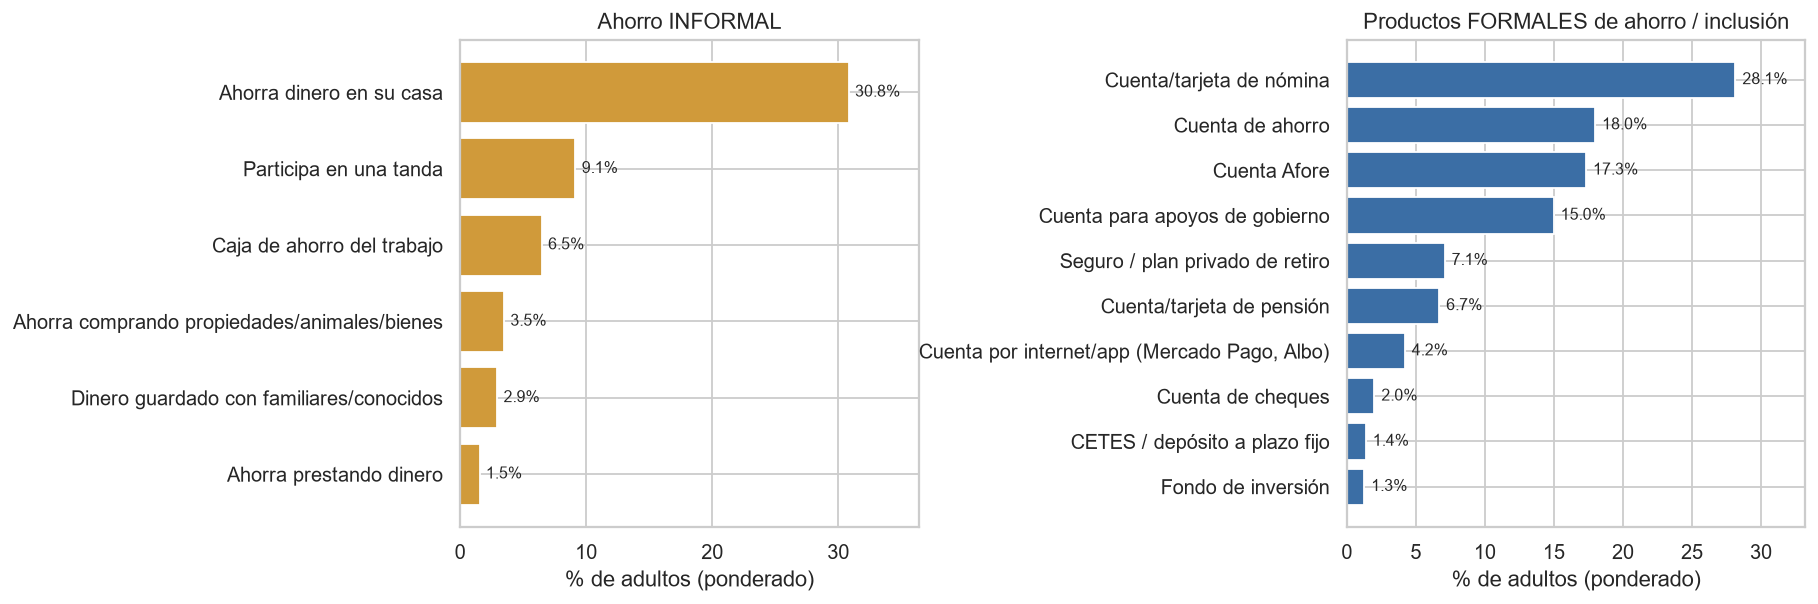 Ahorro INFORMAL
Ahorra dinero en su casa
30.8%
Participa en una tanda
9.1%
Caja de ahorro del trabajo
6.5%
Ahorra comprando propiedades/animales/bienes
3.5%
Dinero guardado con familiares/conocidos
2.9%
Ahorra prestando dinero
1.5%
0 10 20 30
% de adultos (ponderado)
Productos FORMALES de ahorro / inclusión
Cuenta/tarjeta de nómina
28.1%
Cuenta de ahorro
18.0%
Cuenta Afore
17.3%
Cuenta para apoyos de gobierno
15.0%
Seguro / plan privado de retiro
7.1%
Cuenta/tarjeta de pensión
6.7%
Cuenta por internet/app (Mercado Pago, Albo)
4.2%
Cuenta de cheques
2.0%
CETES / depósito a plazo fijo
1.4%
Fondo de inversión
1.3%
0 5 10 15 20 25 30
% de adultos (ponderado)